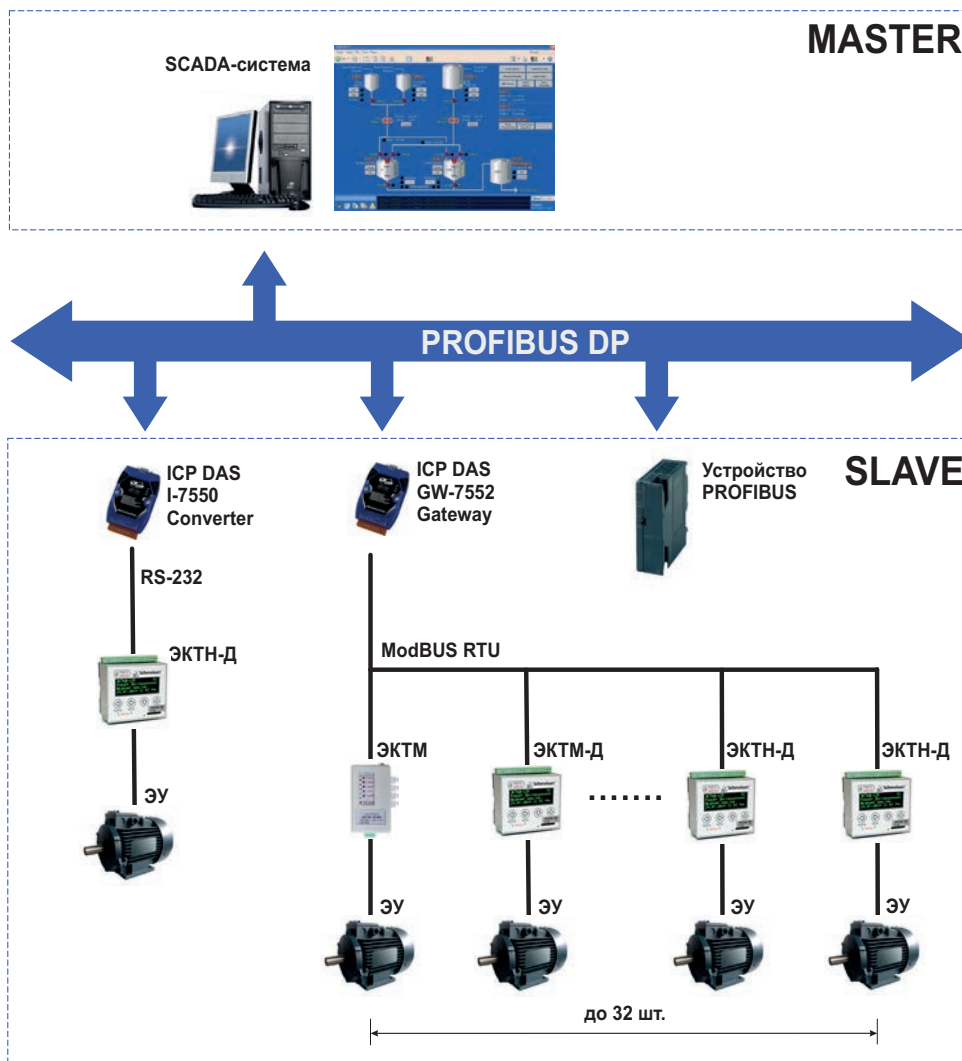 MASTER
SCADA-система
PROFIBUS DP
SLAVE
ICP DAS
I-7550
Converter
ICP DAS
GW-7552
Gateway
Устройство
PROFIBUS
RS-232
ЭКТН-Д
ModBUS RTU
ЭУ
ЭКТМ
ЭКТМ-Д
ЭКТН-Д
ЭКТН-Д
ЭУ
ЭУ
ЭУ
ЭУ
до 32 шт.